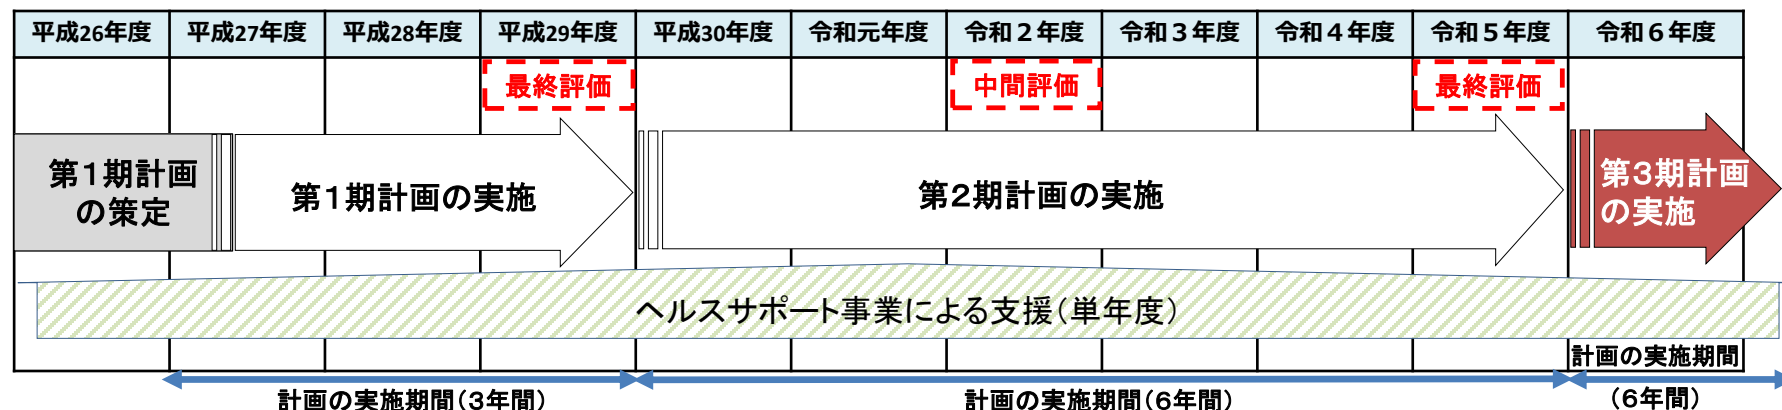 平成26年度 平成27年度 平成28年度 平成29年度 平成30年度 令和元年度 令和２年度 令和３年度 令和４年度 令和５年度 令和６年度
最終評価 中間評価 最終評価
第１期計画
の策定
第１期計画の実施
第２期計画の実施
第３期計画
の実施
ヘルスサポート事業による支援（単年度）
計画の実施期間（３年間）
計画の実施期間（6年間）
計画の実施期間
（６年間）